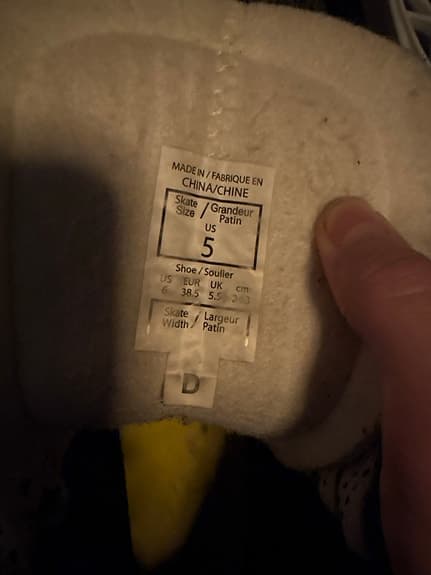 MADE IN / FABRIQUE EN
CHINA/CHINE
Skate / Grandeur
Size Patin
US
5
Shoe / Soulier
US EUR UK cm
38.5 5.5
Skate / Largeur
Width Patin
D